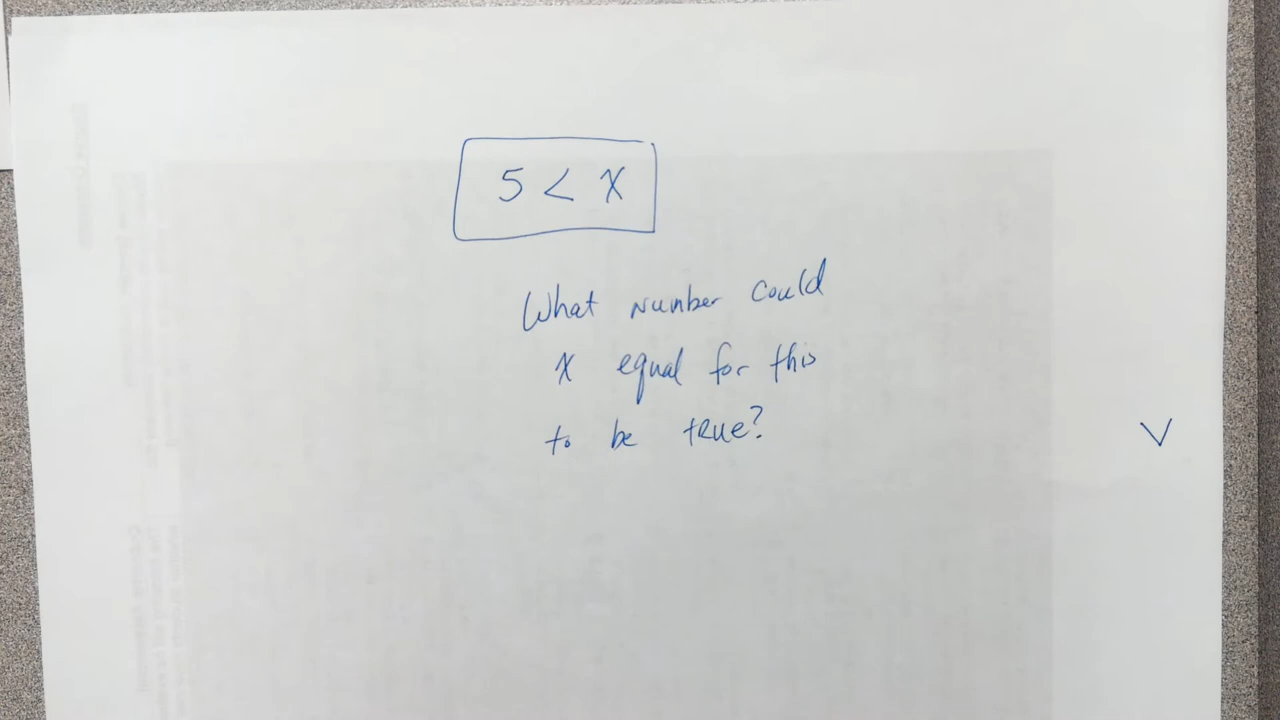 5 < x
What number could
x equal for this
to be true?
V